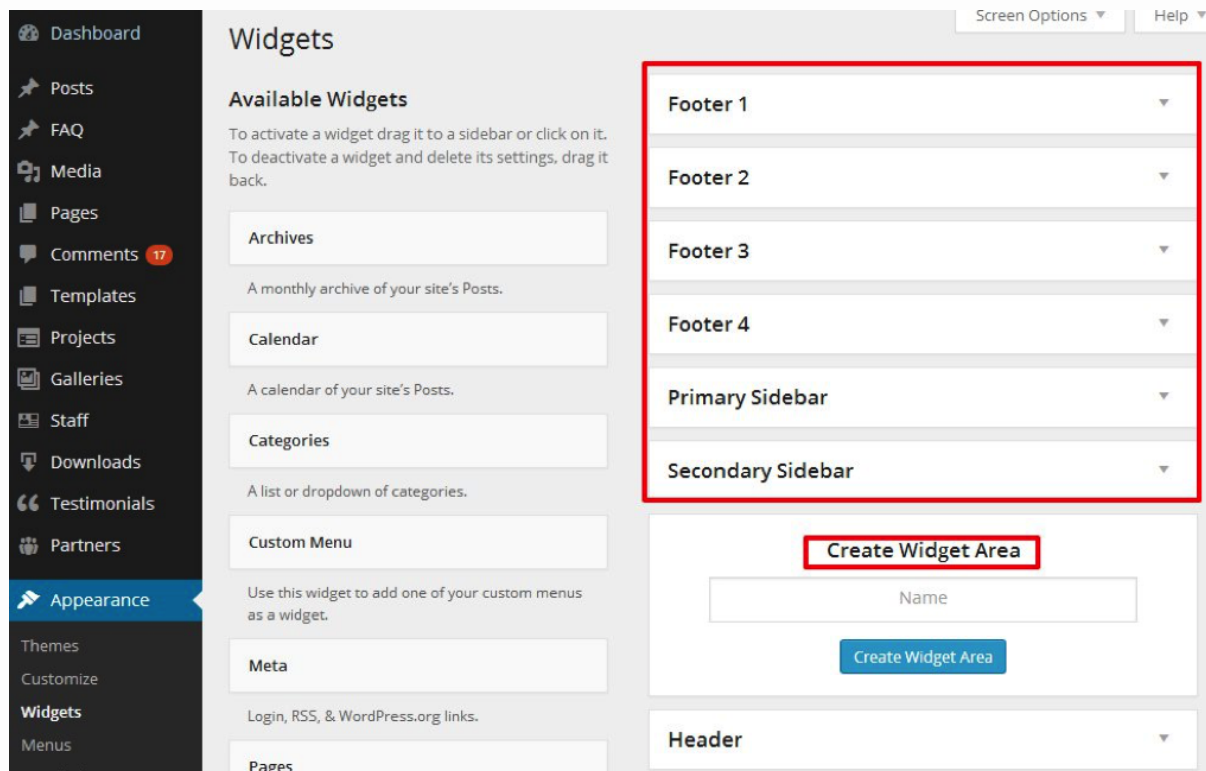 Screen Options
Help
Dashboard
Posts
FAQ
Media
Pages
Comments 17
Templates
Projects
Galleries
Staff
Downloads
Testimonials
Partners
Appearance
Themes
Customize
Widgets
Menus
Widgets
Available Widgets
To activate a widget drag it to a sidebar or click on it.
To deactivate a widget and delete its settings, drag it
back.
Archives
A monthly archive of your site's Posts.
Calendar
A calendar of your site's Posts.
Categories
A list or dropdown of categories.
Custom Menu
Use this widget to add one of your custom menus
as a widget.
Meta
Login, RSS, & WordPress.org links.
Pages
Footer 1
Footer 2
Footer 3
Footer 4
Primary Sidebar
Secondary Sidebar
Create Widget Area
Name
Create Widget Area
Header